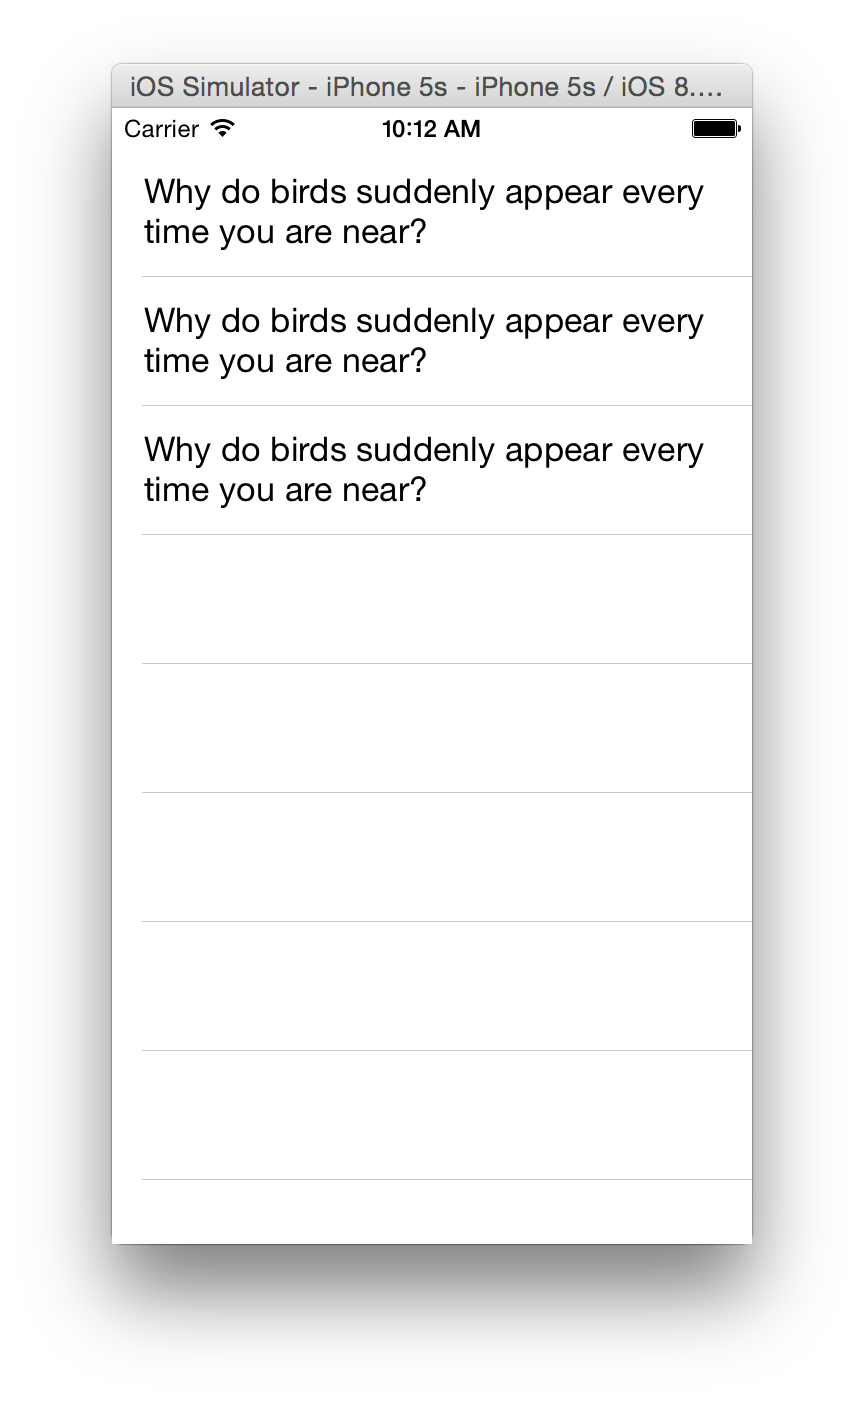 iOS Simulator - iPhone 5s - iPhone 5s / iOS 8....
Carrier 10:12 AM
Why do birds suddenly appear every
time you are near?
Why do birds suddenly appear every
time you are near?
Why do birds suddenly appear every
time you are near?